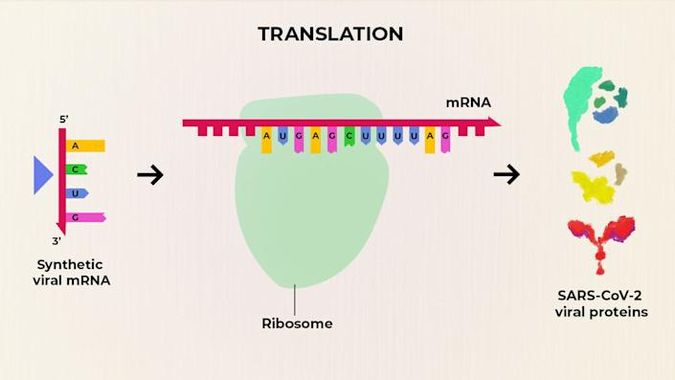 TRANSLATION
5'
A
C
U
G
3'
Synthetic
viral mRNA
mRNA
A U G A G C U U U U A G
Ribosome
SARS-CoV-2
viral proteins